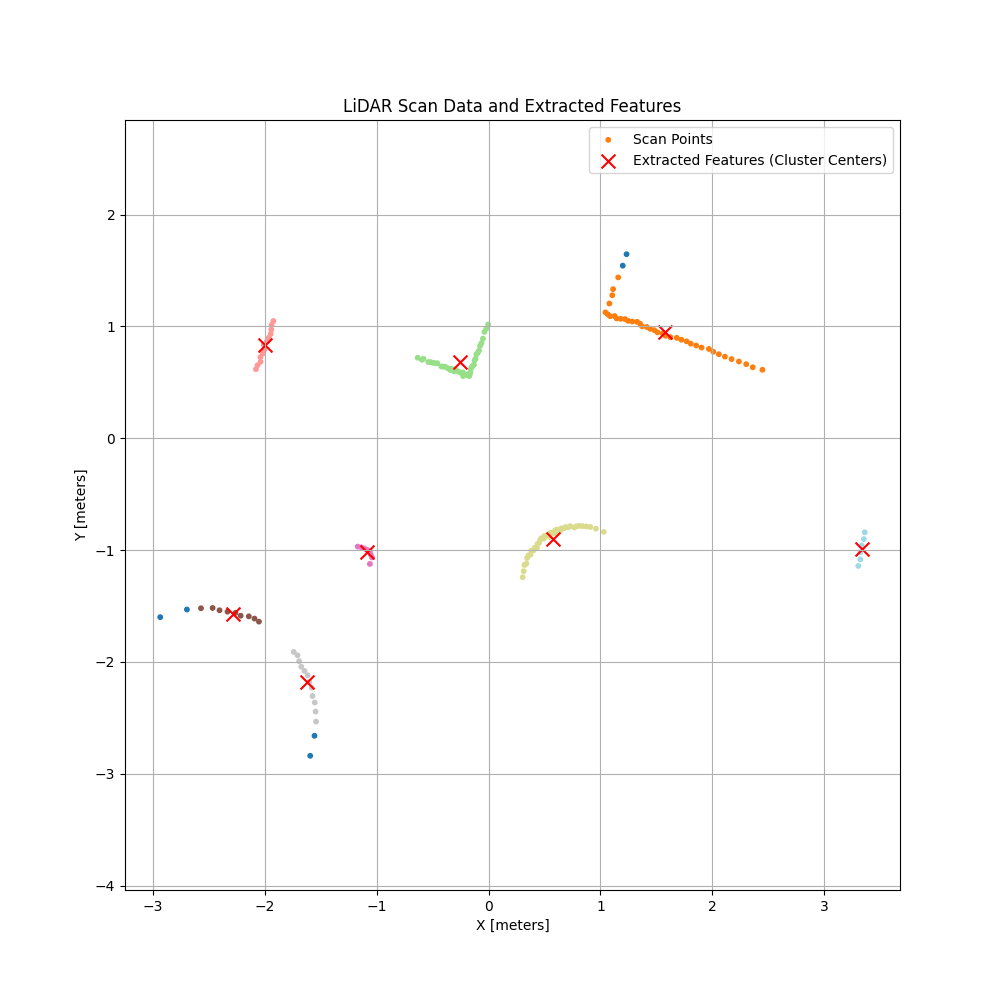 LiDAR Scan Data and Extracted Features
Scan Points
Extracted Features (Cluster Centers)
2
1
0
−1
−2
−3
−4
Y [meters]
−3 −2 −1 0 1 2 3
X [meters]